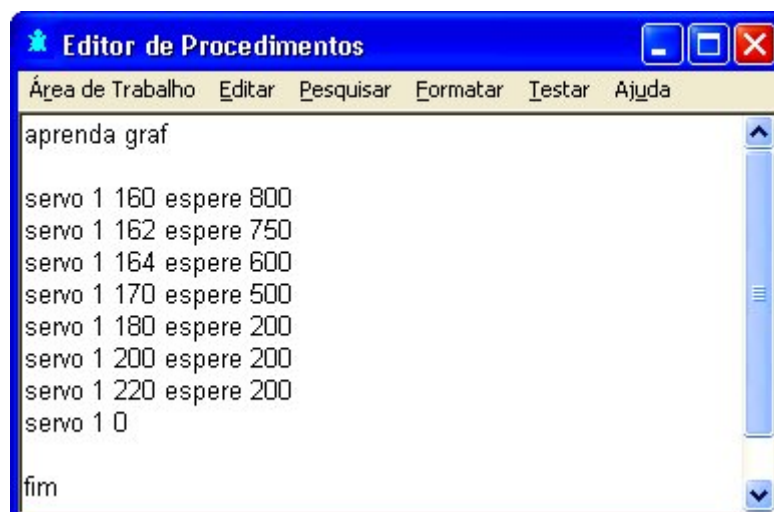 Editor de Procedimentos
Área de Trabalho Editar Pesquisar Formatar Testar Ajuda
aprenda graf
servo 1 160 espere 800
servo 1 162 espere 750
servo 1 164 espere 600
servo 1 170 espere 500
servo 1 180 espere 200
servo 1 200 espere 200
servo 1 220 espere 200
servo 1 0
fim